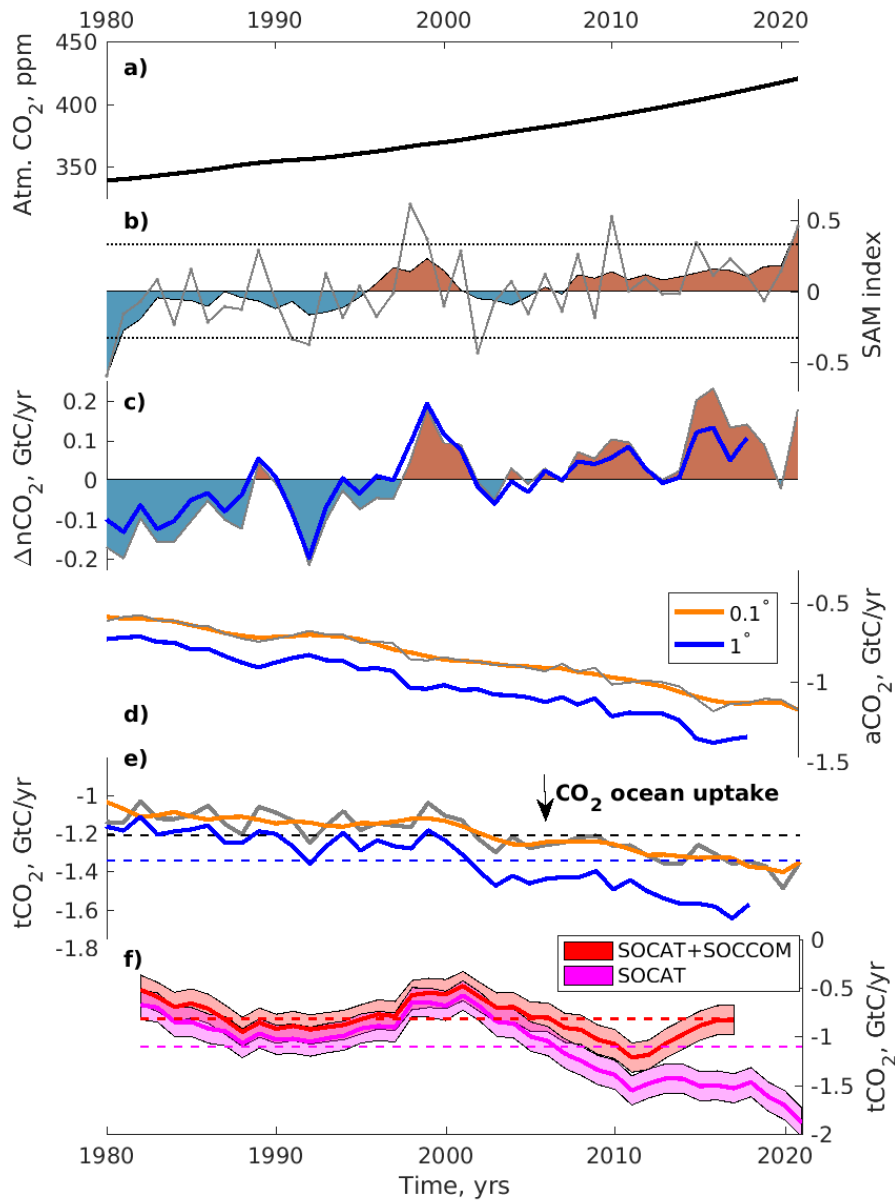 1980 1990 2000 2010 2020
a)
Atm. CO2, ppm
450
400
350
b)
SAM index
0.5
0
-0.5
c)
ΔnCO2, GtC/yr
0.2
0.1
0
-0.1
-0.2
d)
0.1°
1°
aCO2, GtC/yr
-0.5
-1
-1.5
e)
CO2 ocean uptake
tCO2, GtC/yr
-1
-1.2
-1.4
-1.6
-1.8
f)
SOCAT+SOCCOM
SOCAT
tCO2, GtC/yr
0
-0.5
-1
-1.5
-2
1980 1990 2000 2010 2020
Time, yrs